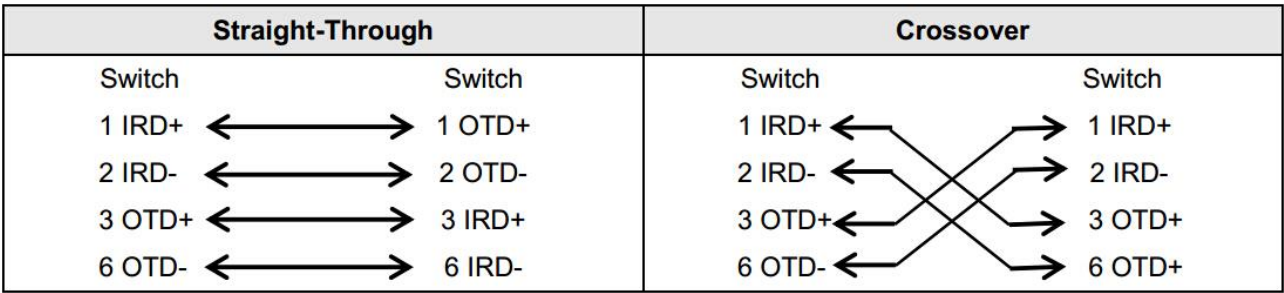 Straight-Through Crossover
Switch Switch Switch Switch
1 IRD+ 1 OTD+ 1 IRD+ 1 IRD+
2 IRD- 2 OTD- 2 IRD- 2 IRD-
3 OTD+ 3 IRD+ 3 OTD+ 3 OTD+
6 OTD- 6 IRD- 6 OTD- 6 OTD+